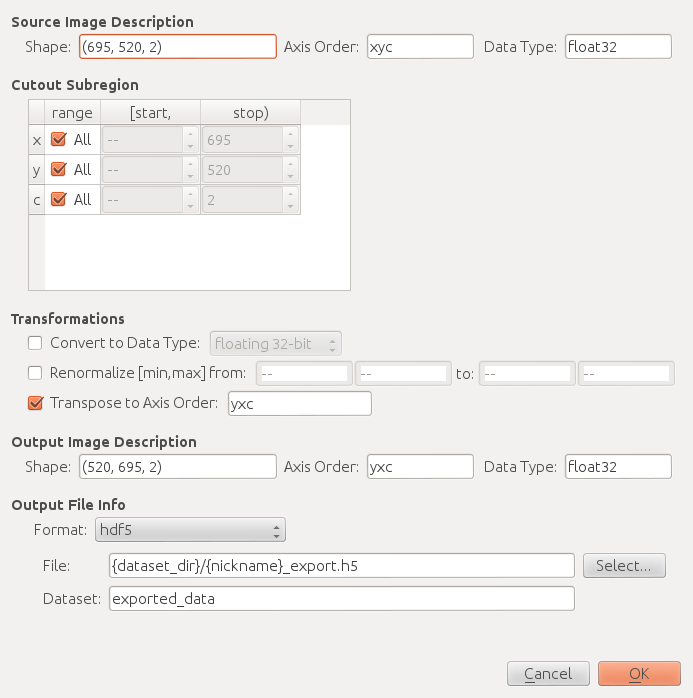 Source Image Description
Shape: (695, 520, 2) Axis Order: xyc Data Type: float32
Cutout Subregion
range [start, stop)
x All -- 695
y All -- 520
c All -- 2
Transformations
Convert to Data Type: floating 32-bit
Renormalize [min,max] from: -- -- to: -- --
Transpose to Axis Order: yxc
Output Image Description
Shape: (520, 695, 2) Axis Order: yxc Data Type: float32
Output File Info
Format: hdf5
File: {dataset_dir}/{nickname}_export.h5 Select...
Dataset: exported_data
Cancel OK